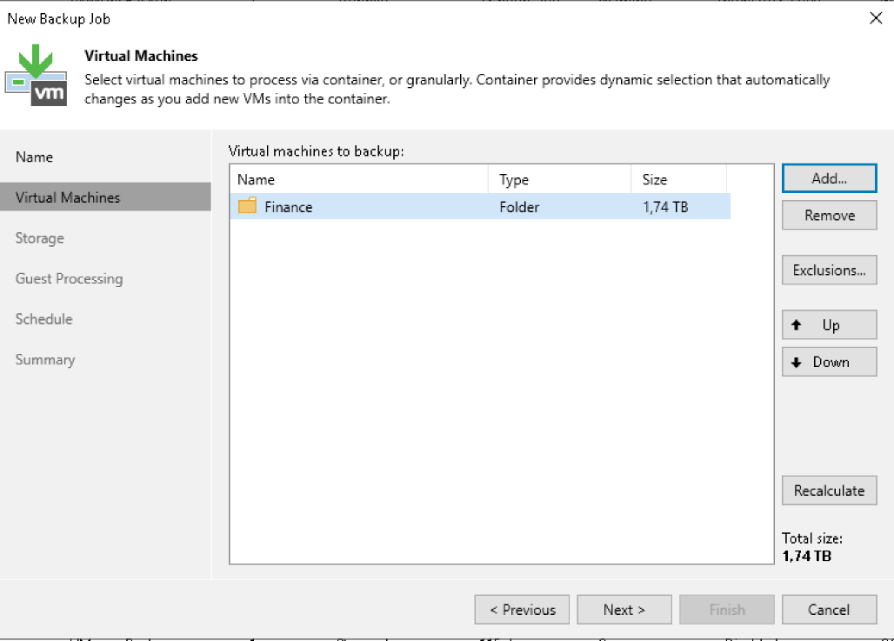 New Backup Job
vm
Virtual Machines
Select virtual machines to process via container, or granularly. Container provides dynamic selection that automatically
changes as you add new VMs into the container.
Name
Virtual Machines
Storage
Guest Processing
Schedule
Summary
Virtual machines to backup:
Name Type Size
Finance Folder 1,74 TB
Add...
Remove
Exclusions...
Up
Down
Recalculate
Total size:
1,74 TB
< Previous Next > Finish Cancel